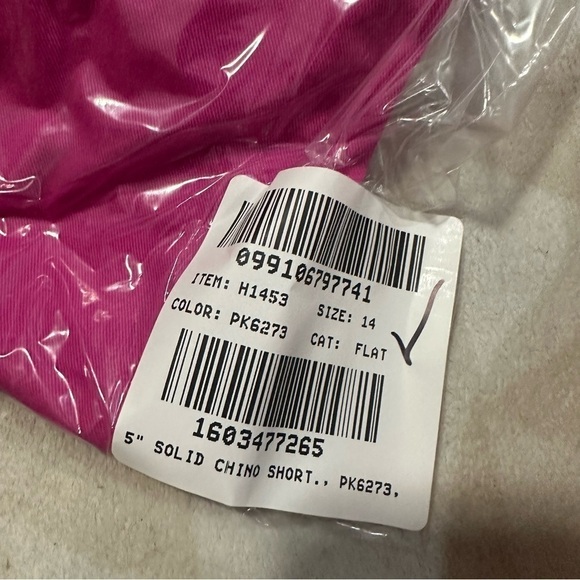 099106797741
ITEM: H1453 SIZE: 14
COLOR: PK6273 CAT: FLAT
1603477265
5" SOLID CHINO SHORT., PK6273,